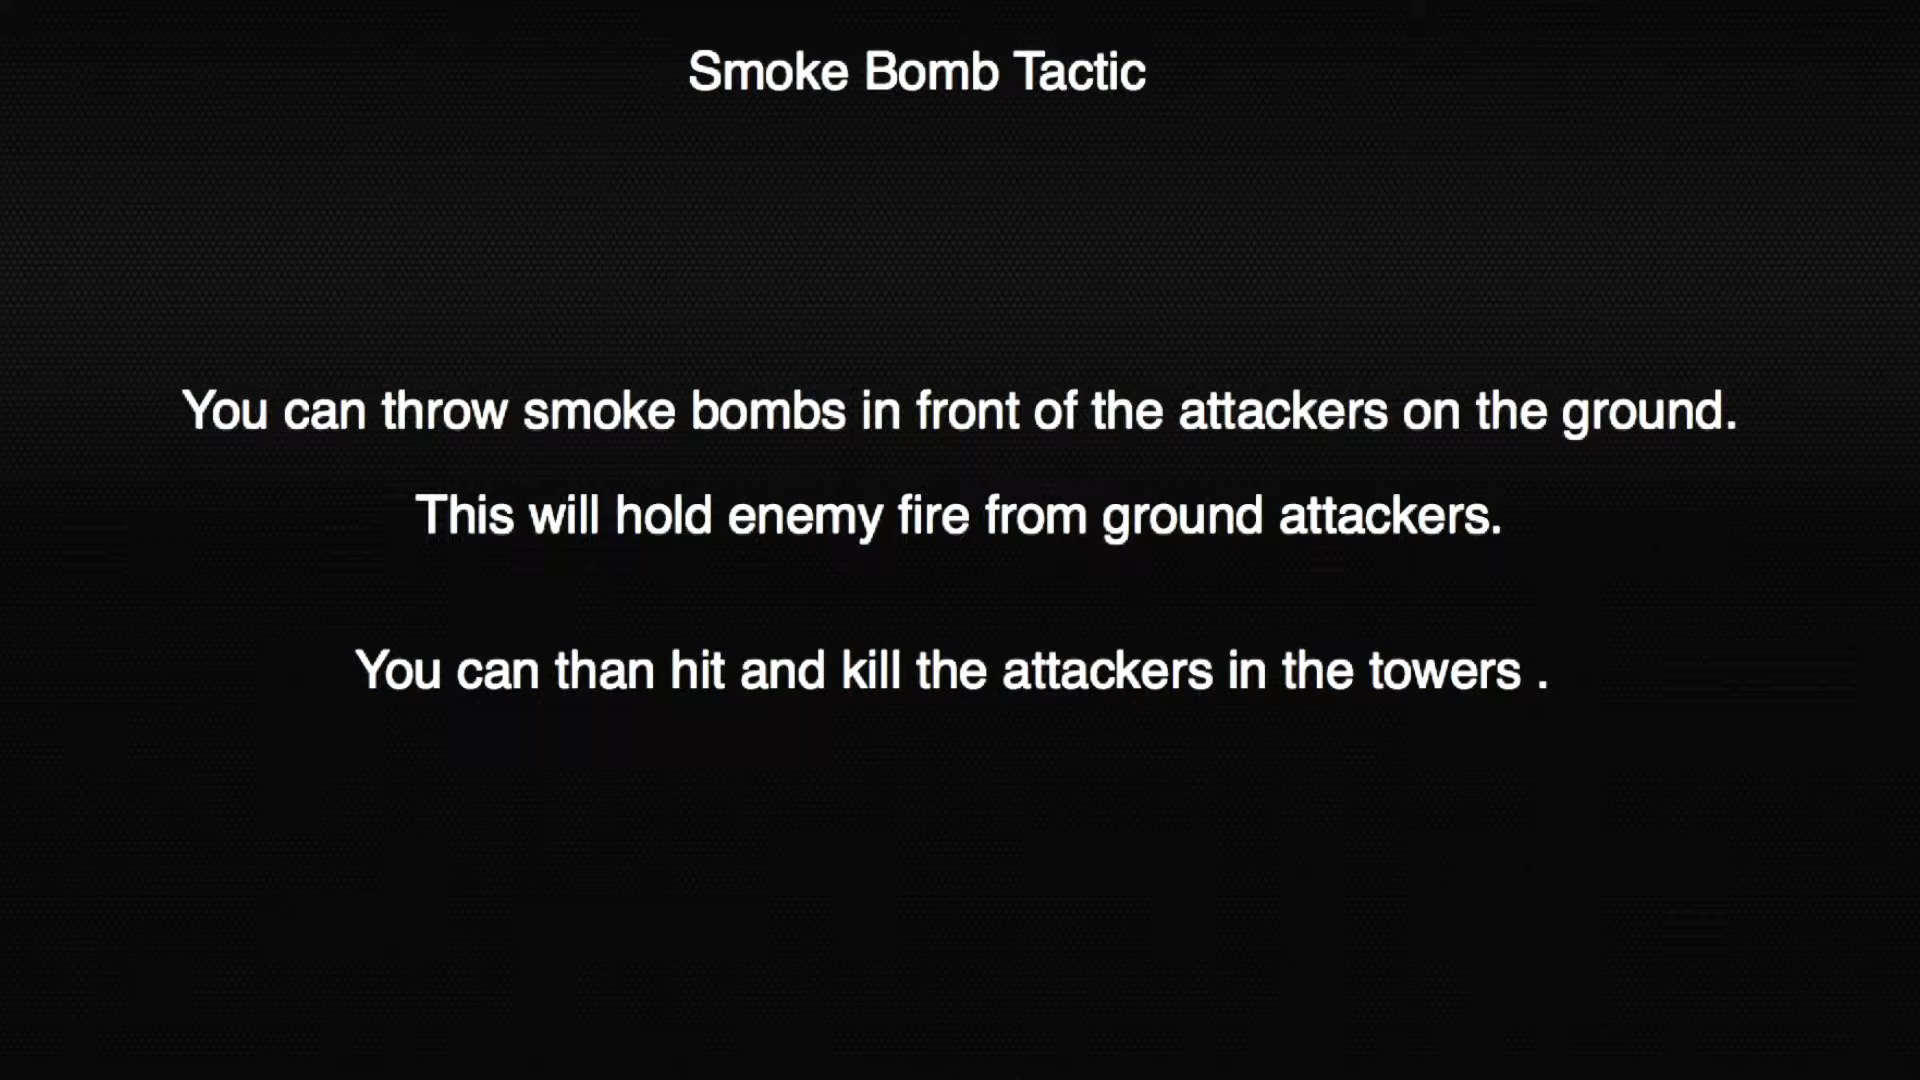 Smoke Bomb Tactic
You can throw smoke bombs in front of the attackers on the ground.
This will hold enemy fire from ground attackers.
You can than hit and kill the attackers in the towers .